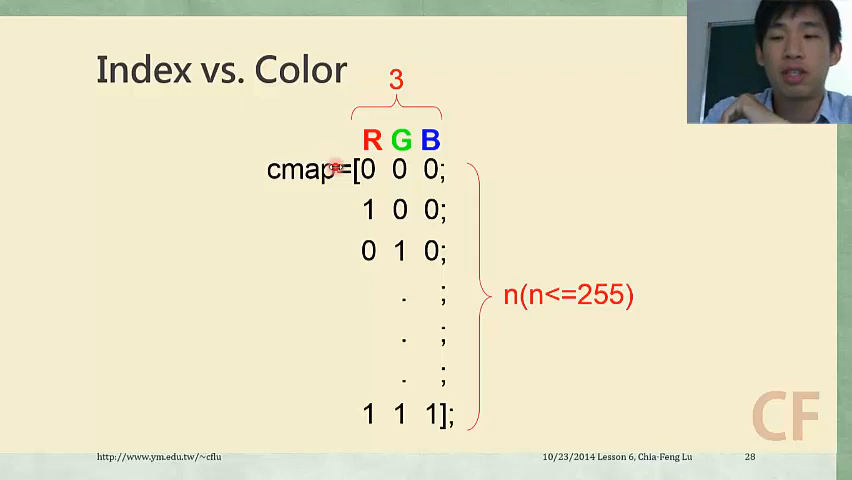 Index vs. Color
3
R G B
cmap=[0 0 0;
1 0 0;
0 1 0;
. ;
. ;
. ;
1 1 1];
n(n<=255)
CF
http://www.ym.edu.tw/~cflu
10/23/2014 Lesson 6, Chia-Feng Lu
28